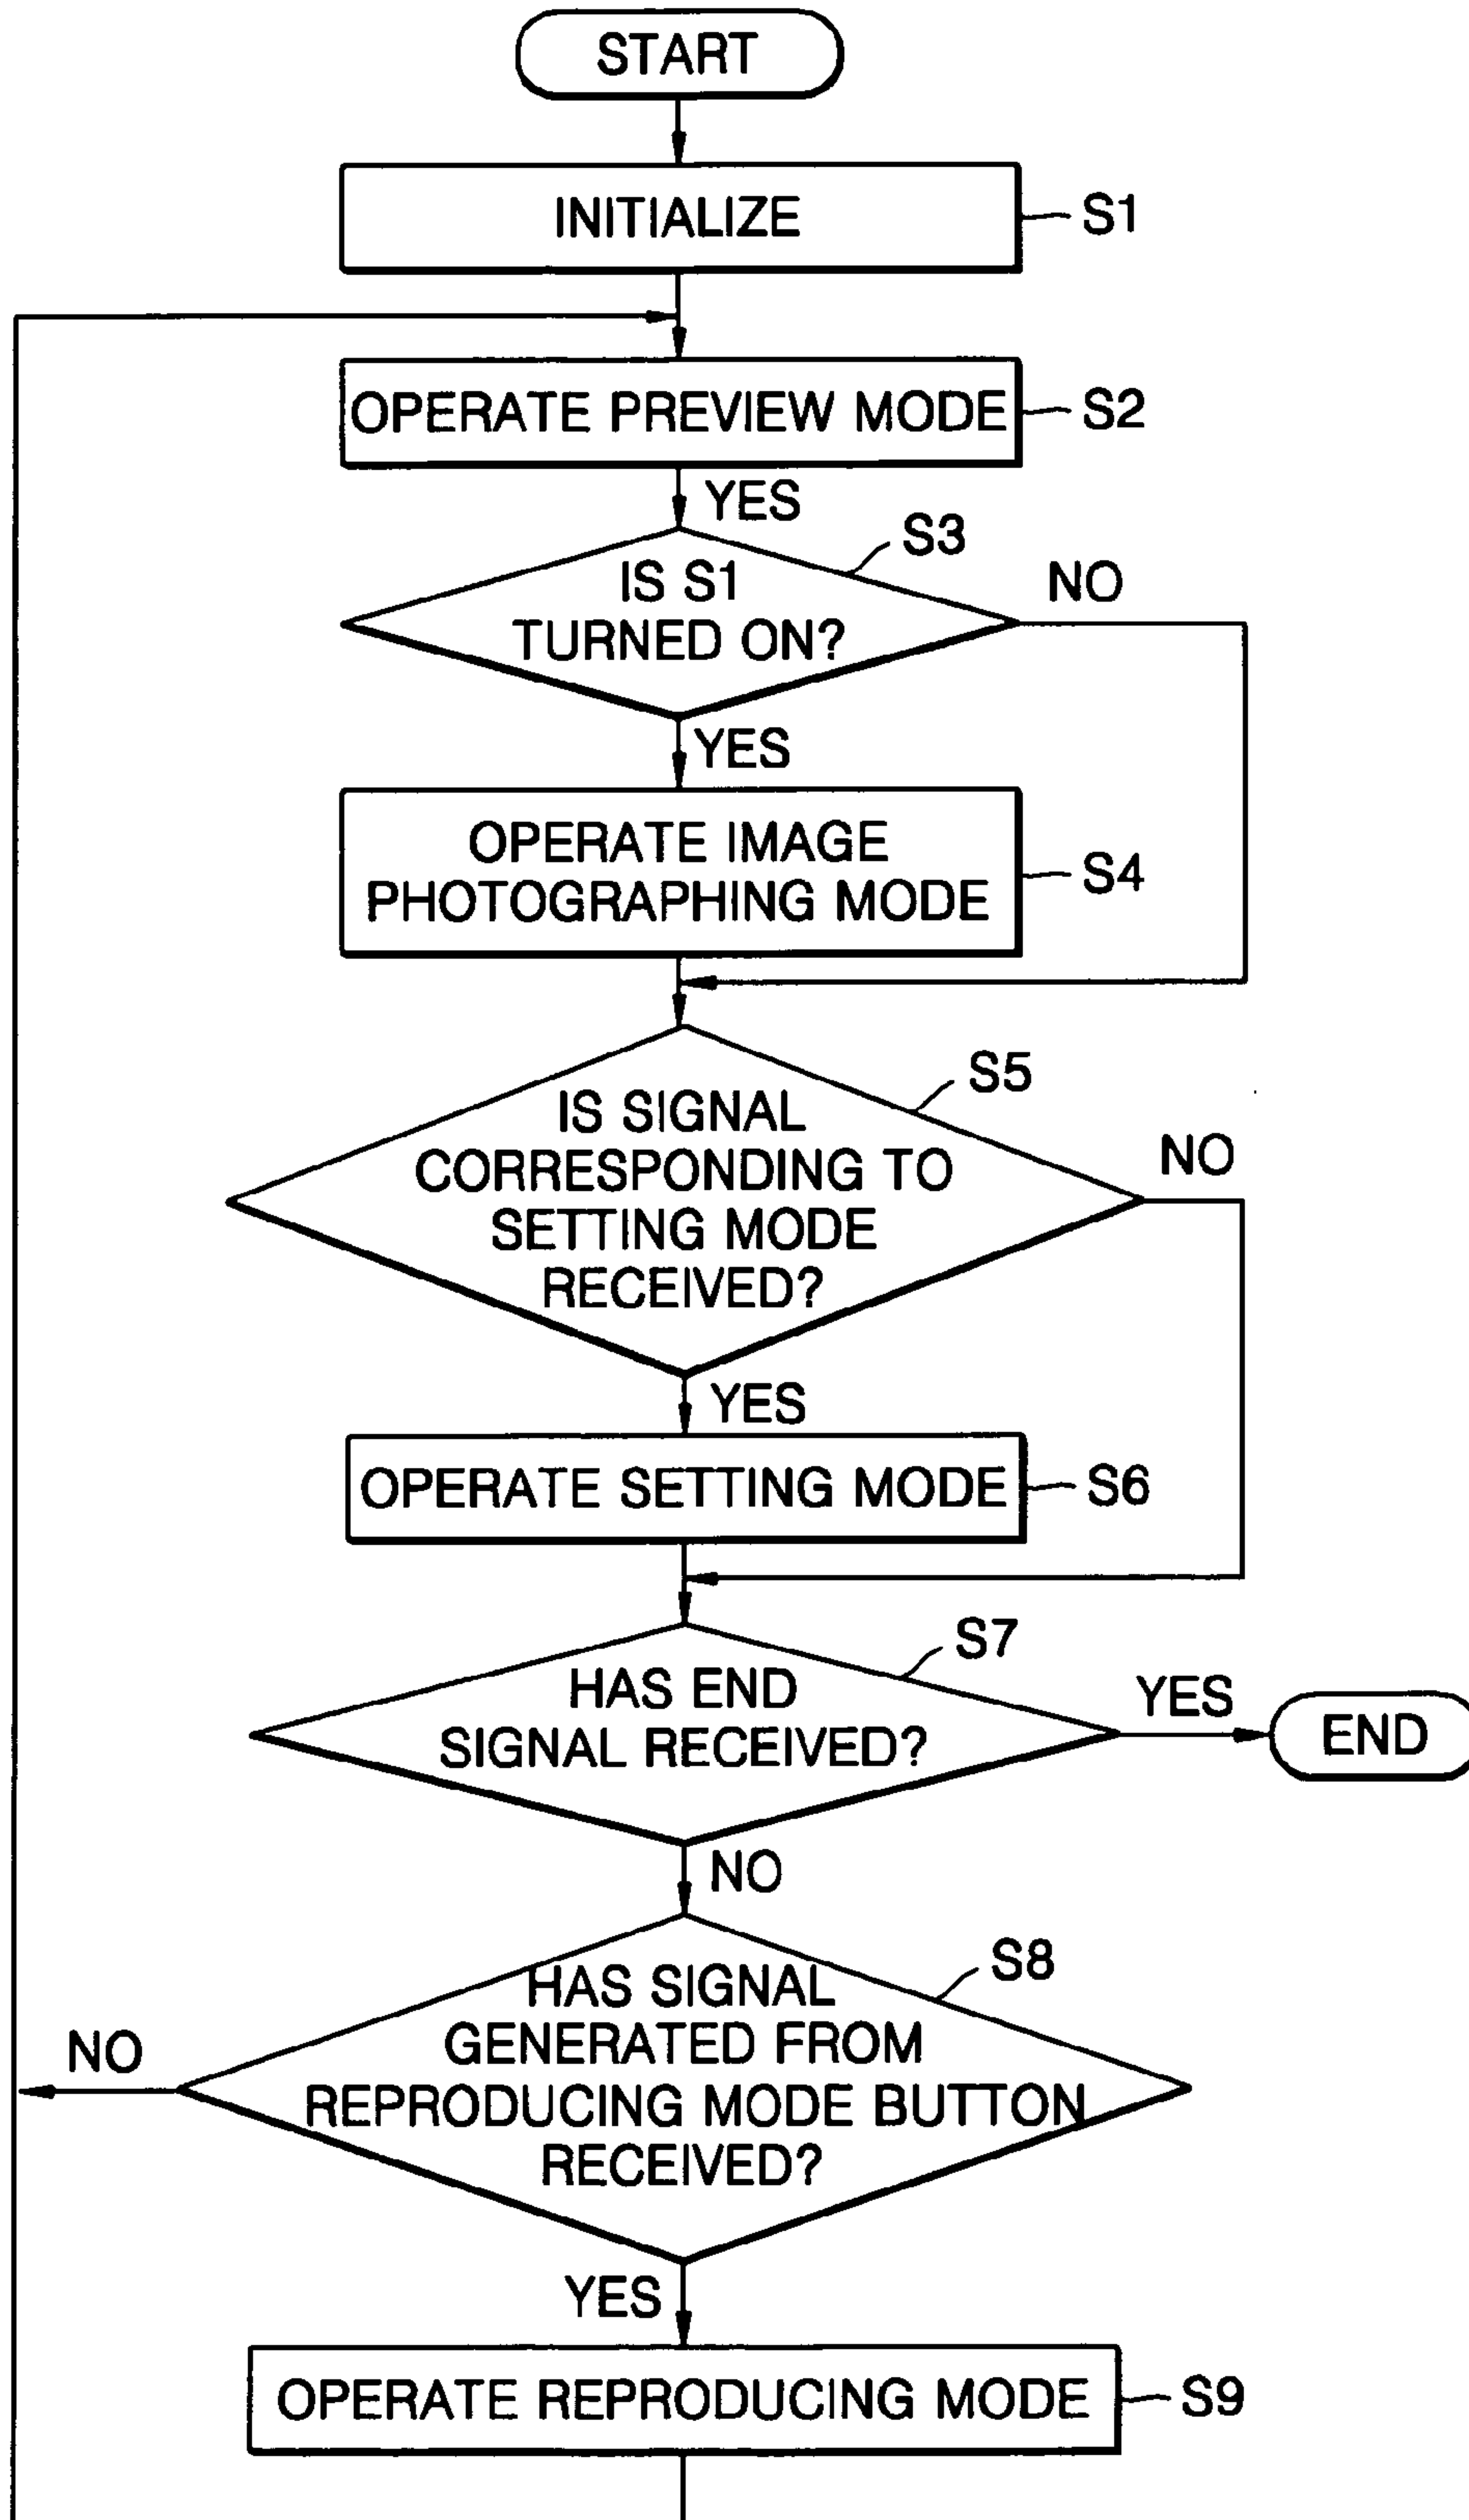 START
INITIALIZE
S1
OPERATE PREVIEW MODE
S2
YES
S3
IS S1
TURNED ON?
NO
YES
OPERATE IMAGE
PHOTOGRAPHING MODE
S4
S5
IS SIGNAL
CORRESPONDING TO
SETTING MODE
RECEIVED?
NO
YES
OPERATE SETTING MODE
S6
S7
HAS END
SIGNAL RECEIVED?
YES
END
NO
S8
HAS SIGNAL
GENERATED FROM
REPRODUCING MODE BUTTON
RECEIVED?
NO
YES
OPERATE REPRODUCING MODE
S9